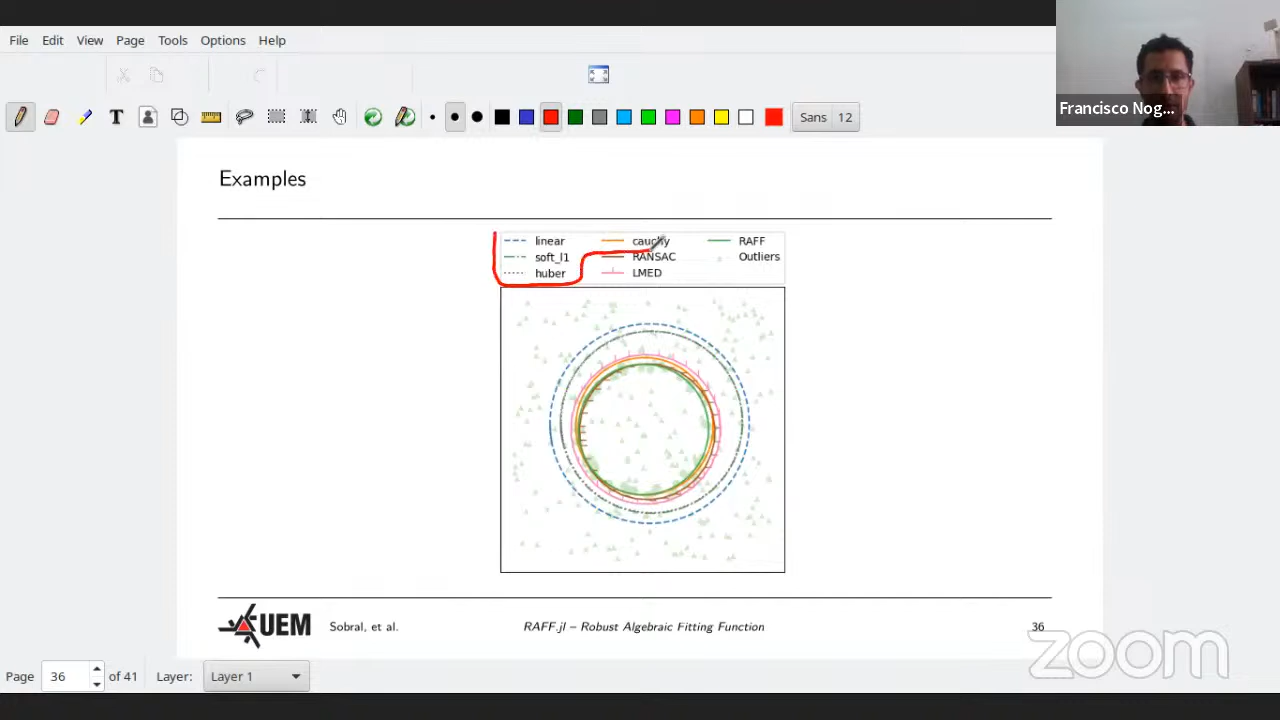 File Edit View Page Tools Options Help
Francisco Nog...
T
Sans 12
Examples
linear cauchy RAFF
soft_l1 RANSAC Outliers
huber LMED
UEM Sobral, et al. RAFF.jl – Robust Algebraic Fitting Function 36
zoom
Page 36 of 41 Layer: Layer 1